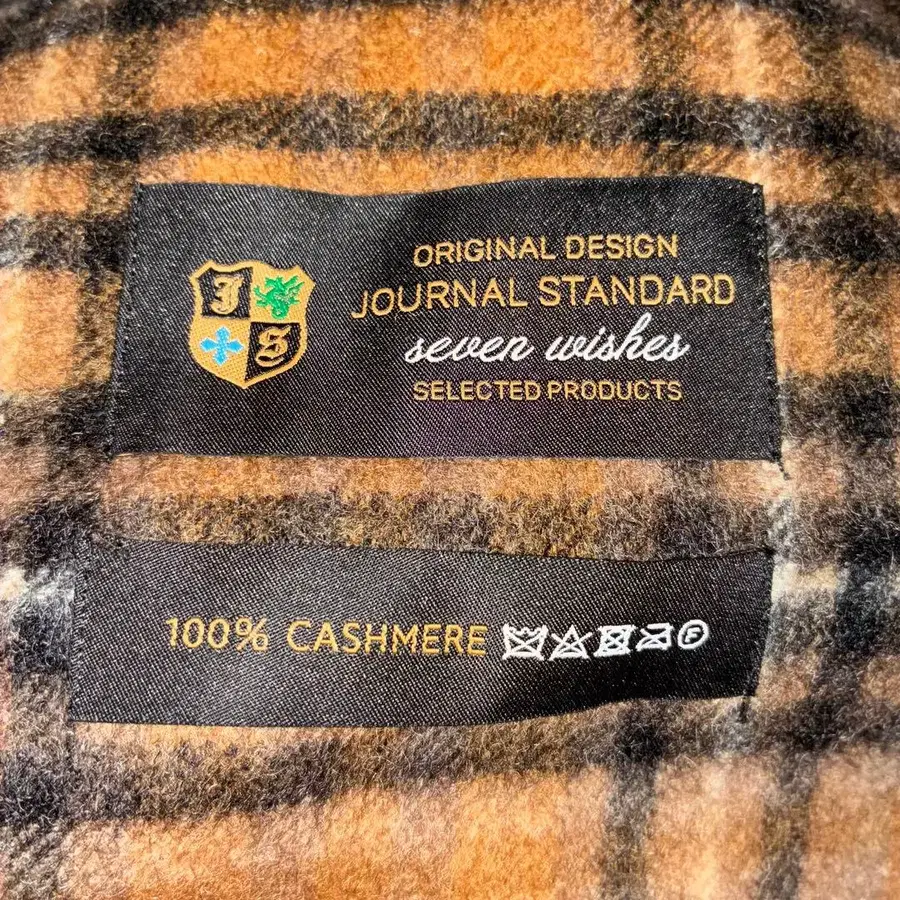 J
S
ORIGINAL DESIGN
JOURNAL STANDARD
seven wishes
SELECTED PRODUCTS
100% CASHMERE F